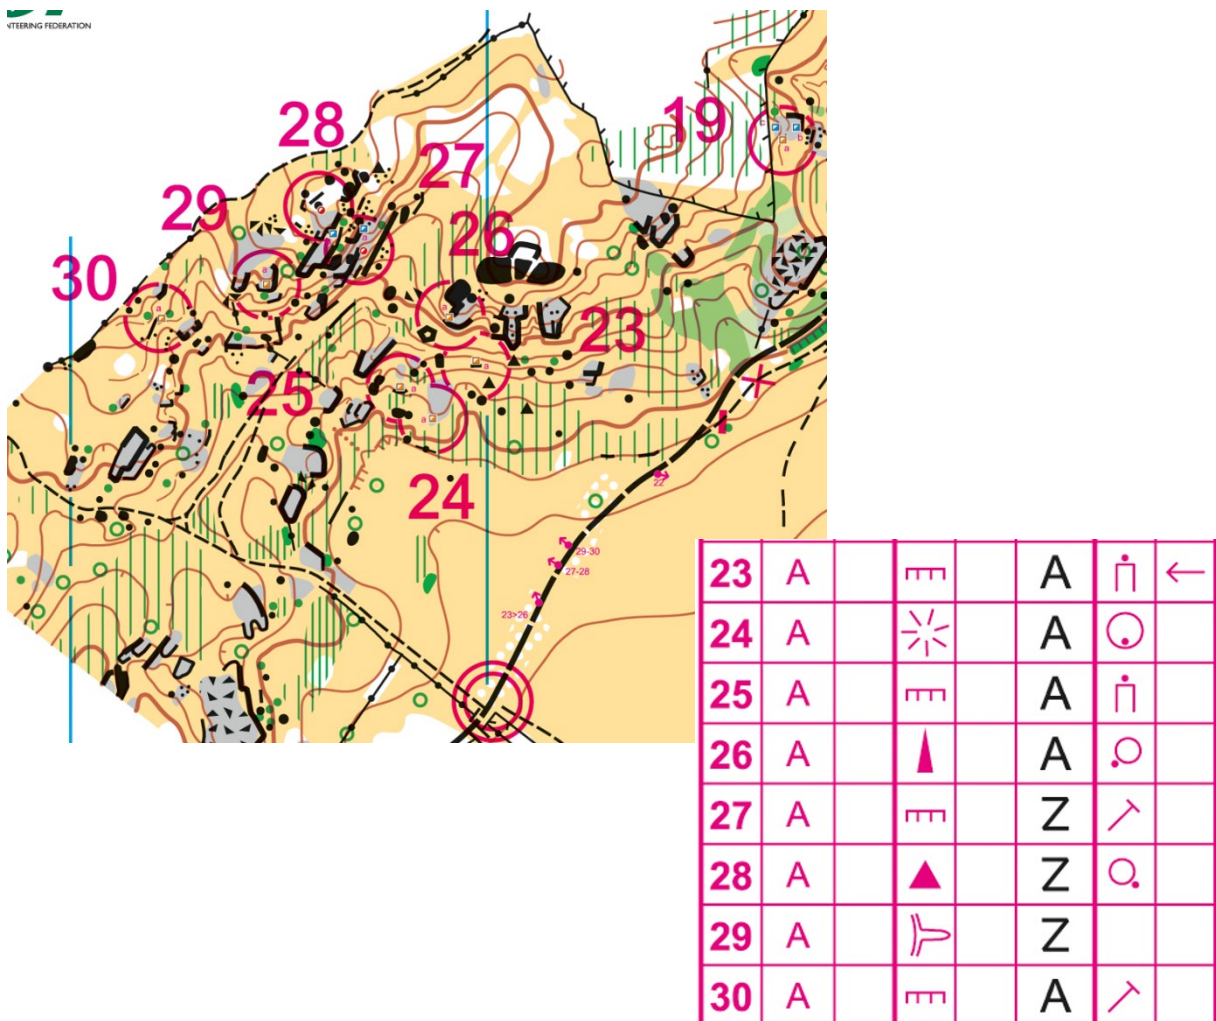 NTEERING FEDERATION
28
19
27
29
26
30
23
25
24
22
29-30
27-28
23>26
23 A A
24 A A
25 A A
26 A A
27 A Z
28 A Z
29 A Z
30 A A